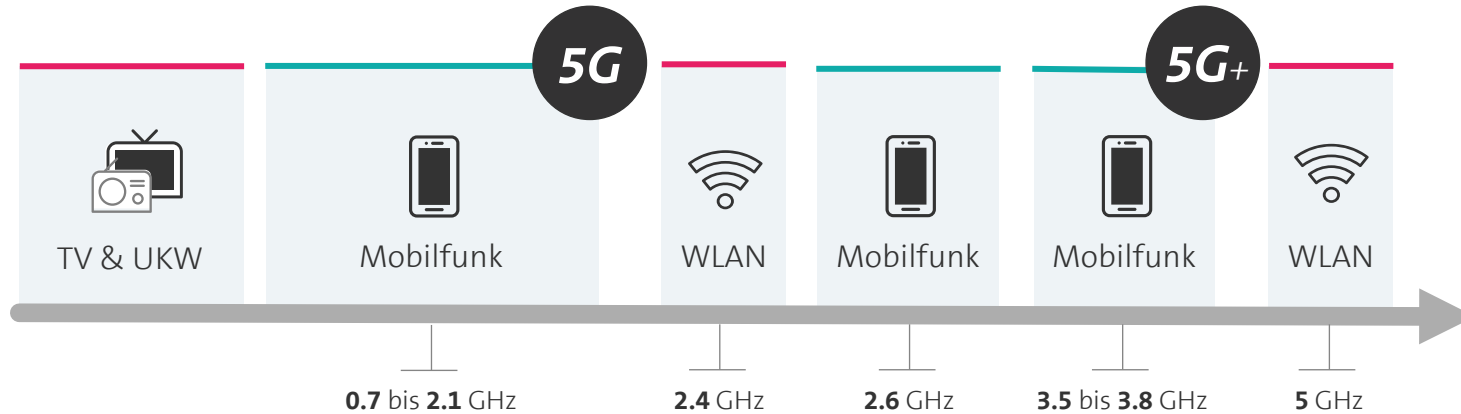 5G
5G+
TV & UKW
Mobilfunk
WLAN
Mobilfunk
Mobilfunk
WLAN
0.7 bis 2.1 GHz
2.4 GHz
2.6 GHz
3.5 bis 3.8 GHz
5 GHz